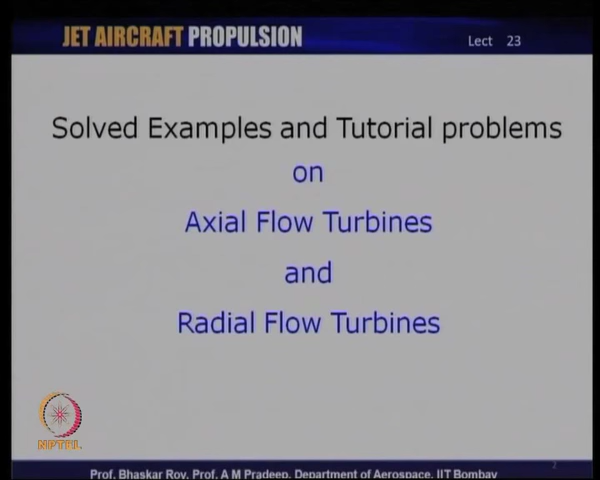 JET AIRCRAFT PROPULSION Lect 23
Solved Examples and Tutorial problems
on
Axial Flow Turbines
and
Radial Flow Turbines
NPTEL
2
Prof. Bhaskar Roy, Prof. A M Pradeep, Department of Aerospace, IIT Bombay